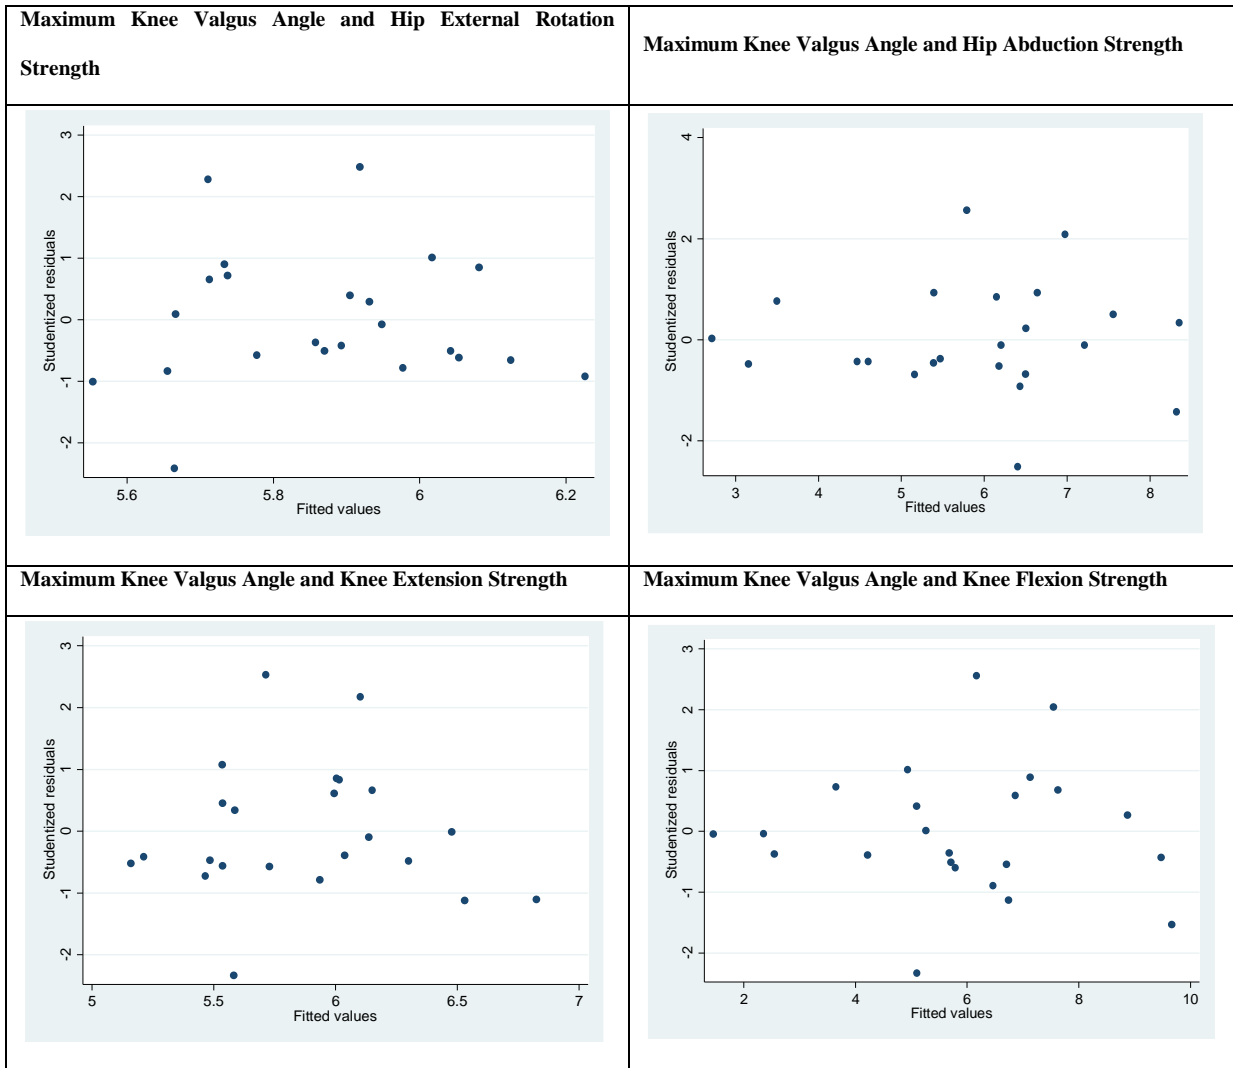 Maximum Knee Valgus Angle and Hip External Rotation
Strength
Maximum Knee Valgus Angle and Hip Abduction Strength
3
2
1
0
-1
-2
Studentized residuals
5.6 5.8 6 6.2
Fitted values
4
2
0
-2
Studentized residuals
3 4 5 6 7 8
Fitted values
Maximum Knee Valgus Angle and Knee Extension Strength
Maximum Knee Valgus Angle and Knee Flexion Strength
3
2
1
0
-1
-2
Studentized residuals
5 5.5 6 6.5 7
Fitted values
3
2
1
0
-1
-2
Studentized residuals
2 4 6 8 10
Fitted values